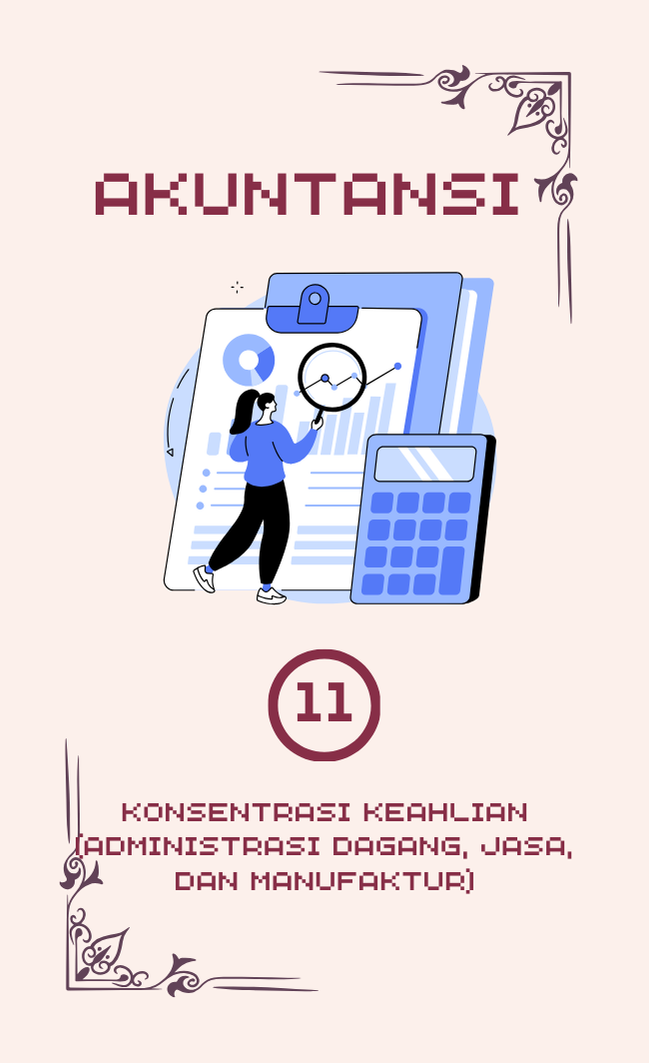 AKUNTANSI
11
KONSENTRASI KEAHLIAN
(ADMINISTRASI DAGANG, JASA,
DAN MANUFAKTUR)